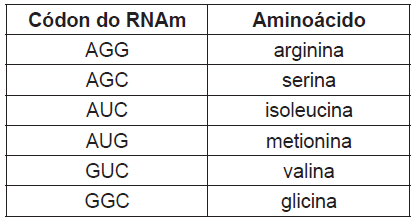 Códon do RNAm Aminoácido
AGG arginina
AGC serina
AUC isoleucina
AUG metionina
GUC valina
GGC glicina